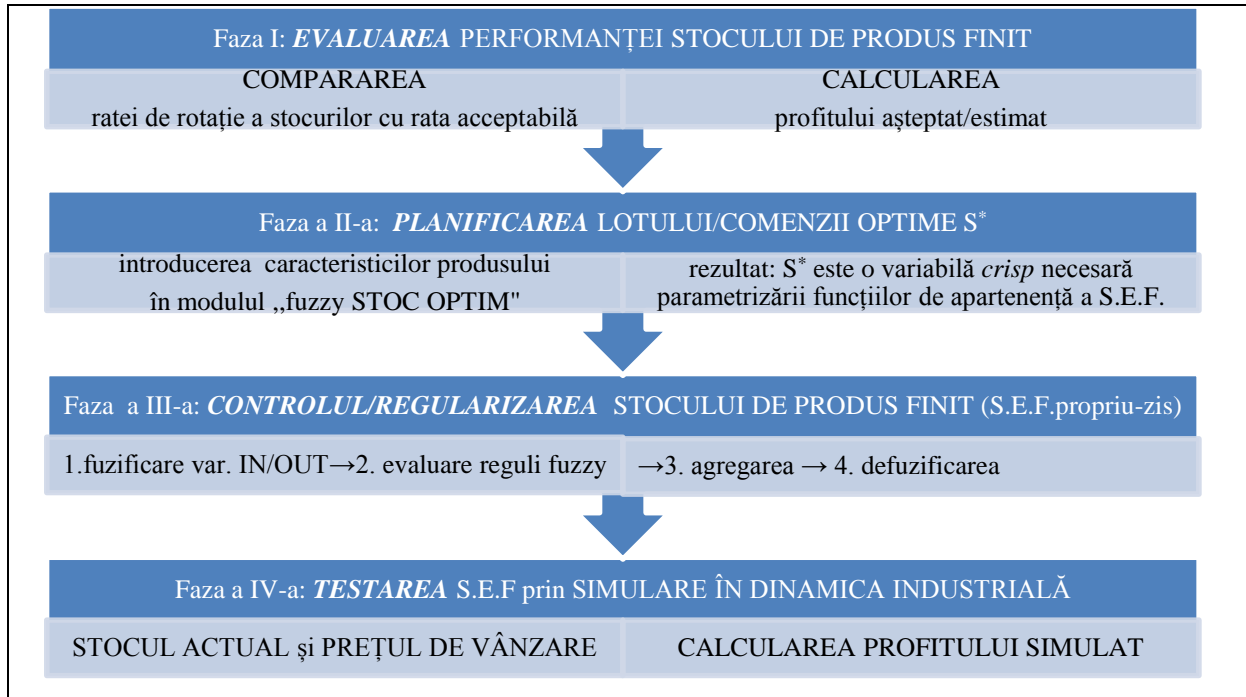 Faza I: EVALUAREA PERFORMANȚEI STOCULUI DE PRODUS FINIT
COMPARAREA
ratei de rotație a stocurilor cu rata acceptabilă
CALCULAREA
profitului așteptat/estimat
Faza a II-a: PLANIFICAREA LOTULUI/COMENZII OPTIME S*
introducerea caracteristicilor produsului
în modulul ,,fuzzy STOC OPTIM"
rezultat: S* este o variabilă crisp necesară
parametrizării funcțiilor de apartenență a S.E.F.
Faza a III-a: CONTROLUL/REGULARIZAREA STOCULUI DE PRODUS FINIT (S.E.F.propriu-zis)
1.fuzificare var. IN/OUT→2. evaluare reguli fuzzy
→3. agregarea → 4. defuzificarea
Faza a IV-a: TESTAREA S.E.F prin SIMULARE ÎN DINAMICA INDUSTRIALĂ
STOCUL ACTUAL și PREȚUL DE VÂNZARE
CALCULAREA PROFITULUI SIMULAT